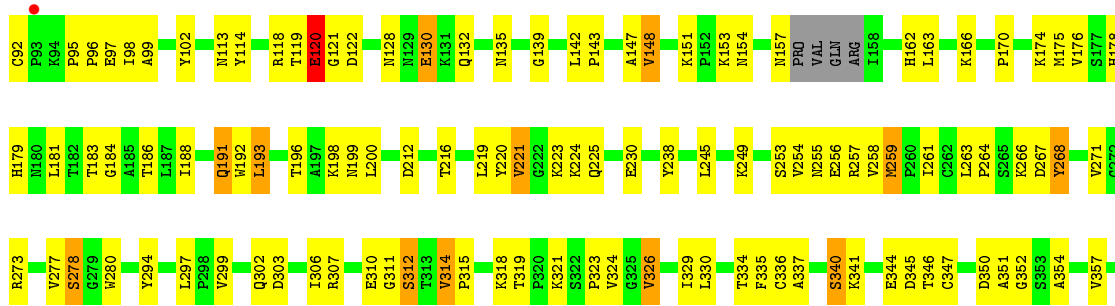 C92 P93 K94 P95 P96 E97 I98 A99 Y102 N113 Y114 R118 T119 E120 G121 D122 N128 N129 E130 K131 Q132 N135 G139 L142 P143 A147 V148 K151 P152 K153 N154 N157 PRO VAL GLN ARG I158 H162 L163 K166 P170 K174 M175 V176 S177 H178
H179 N180 L181 T182 T183 G184 A185 T186 L187 I188 Q191 W192 L193 T196 A197 K198 N199 L200 D212 T216 L219 Y220 V221 G222 K223 K224 Q225 E230 Y238 L245 K249 S253 V254 N255 E256 R257 V258 M259 P260 I261 C262 L263 P264 S265 K266 D267 Y268 V271 G272
R273 V277 S278 G279 W280 Y294 L297 P298 V299 Q302 D303 I306 R307 E310 G311 S312 T313 V314 P315 K318 T319 P320 K321 S322 P323 V324 G325 V326 I329 L330 T334 F335 C336 A337 S340 K341 E344 D345 T346 C347 D350 A351 G352 S353 A354 V357